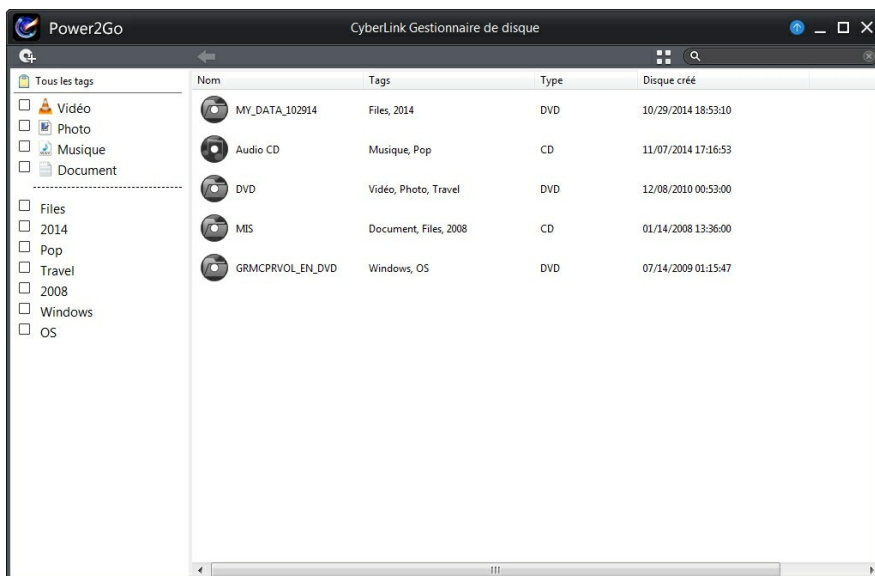 Power2Go
CyberLink Gestionnaire de disque
Tous les tags
Vidéo
Photo
Musique
Document
Files
2014
Pop
Travel
2008
Windows
OS
Nom Tags Type Disque créé
MY_DATA_102914 Files, 2014 DVD 10/29/2014 18:53:10
Audio CD Musique, Pop CD 11/07/2014 17:16:53
DVD Vidéo, Photo, Travel DVD 12/08/2010 00:53:00
MIS Document, Files, 2008 CD 01/14/2008 13:36:00
GRMCPRVOL_EN_DVD Windows, OS DVD 07/14/2009 01:15:47